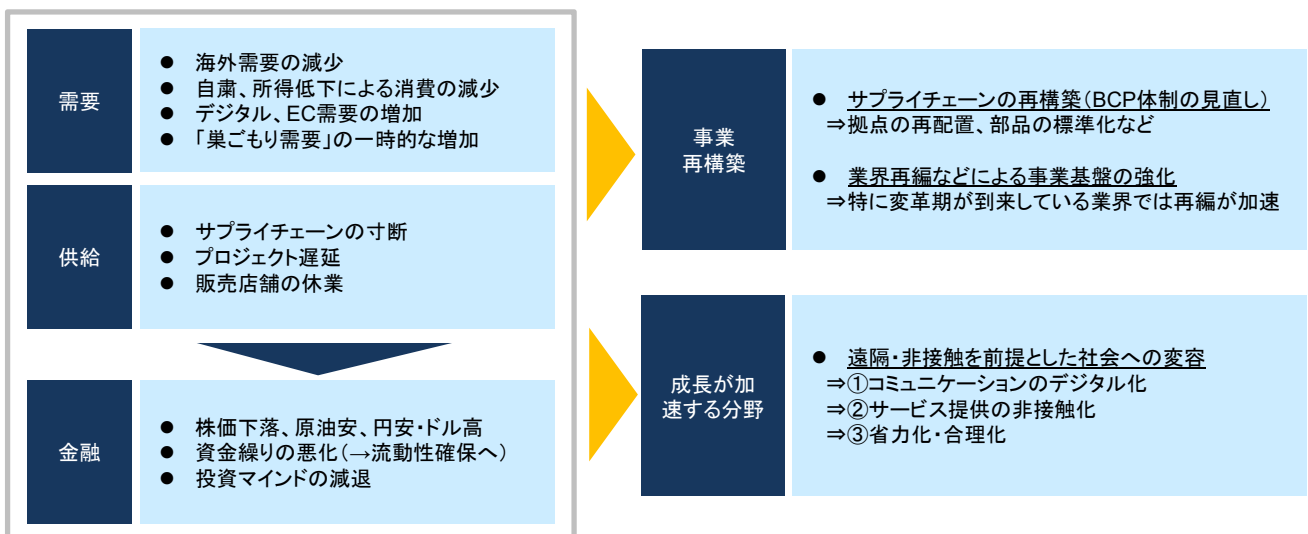 需要
● 海外需要の減少
● 自粛、所得低下による消費の減少
● デジタル、EC需要の増加
● 「巣ごもり需要」の一時的な増加
供給
● サプライチェーンの寸断
● プロジェクト遅延
● 販売店舗の休業
金融
● 株価下落、原油安、円安・ドル高
● 資金繰りの悪化(→流動性確保へ)
● 投資マインドの減退
事業
再構築
● サプライチェーンの再構築(BCP体制の見直し)
⇒拠点の再配置、部品の標準化など
● 業界再編などによる事業基盤の強化
⇒特に変革期が到来している業界では再編が加速
成長が加
速する分野
● 遠隔・非接触を前提とした社会への変容
⇒①コミュニケーションのデジタル化
⇒②サービス提供の非接触化
⇒③省力化・合理化